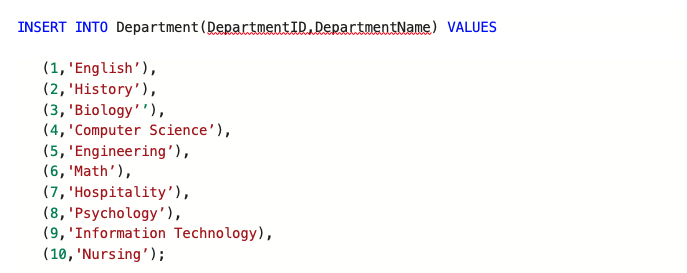 INSERT INTO Department(DepartmentID,DepartmentName) VALUES
(1,'English’),
(2,'History’),
(3,'Biology’’),
(4,'Computer Science’),
(5,'Engineering’),
(6,'Math’),
(7,'Hospitality’),
(8,'Psychology’),
(9,'Information Technology),
(10,'Nursing’);